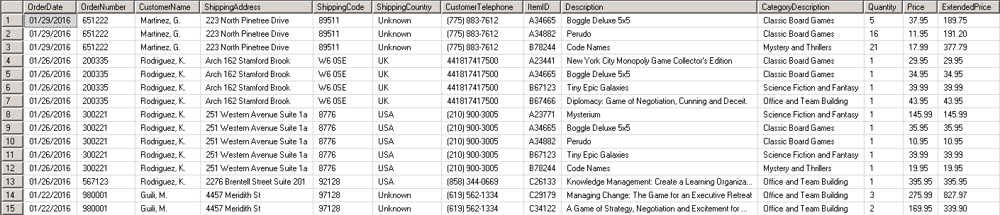 OrderDate OrderNumber CustomerName ShippingAddress ShippingCode ShippingCountry CustomerTelephone ItemID Description CategoryDescription Quantity Price ExtendedPrice
1 01/29/2016 651222 Martinez, G. 223 North Pinetree Drive 89511 Unknown (775) 883-7612 A34665 Boggle Deluxe 5x5 Classic Board Games 5 37.95 189.75
2 01/29/2016 651222 Martinez, G. 223 North Pinetree Drive 89511 Unknown (775) 883-7612 A34882 Perudo Classic Board Games 16 11.95 191.20
3 01/29/2016 651222 Martinez, G. 223 North Pinetree Drive 89511 Unknown (775) 883-7612 B78244 Code Names Mystery and Thrillers 21 17.99 377.79
4 01/26/2016 200335 Rodriguez, K. Arch 162 Stamford Brook W6 0SE UK 441817417500 A23441 New York City Monopoly Game Collector's Edition Classic Board Games 1 29.95 29.95
5 01/26/2016 200335 Rodriguez, K. Arch 162 Stamford Brook W6 0SE UK 441817417500 A34665 Boggle Deluxe 5x5 Classic Board Games 1 34.95 34.95
6 01/26/2016 200335 Rodriguez, K. Arch 162 Stamford Brook W6 0SE UK 441817417500 B67123 Tiny Epic Galaxies Science Fiction and Fantasy 1 39.99 39.99
7 01/26/2016 200335 Rodriguez, K. Arch 162 Stamford Brook W6 0SE UK 441817417500 B67466 Diplomacy: Game of Negotiation, Cunning and Deceit. Office and Team Building 1 43.95 43.95
8 01/26/2016 300221 Rodriguez, K. 251 Western Avenue Suite 1a 8776 USA (210) 900-3005 A23771 Mysterium Science Fiction and Fantasy 1 145.99 145.99
9 01/26/2016 300221 Rodriguez, K. 251 Western Avenue Suite 1a 8776 USA (210) 900-3005 A34665 Boggle Deluxe 5x5 Classic Board Games 1 35.95 35.95
10 01/26/2016 300221 Rodriguez, K. 251 Western Avenue Suite 1a 8776 USA (210) 900-3005 A34882 Perudo Classic Board Games 1 10.95 10.95
11 01/26/2016 300221 Rodriguez, K. 251 Western Avenue Suite 1a 8776 USA (210) 900-3005 B67123 Tiny Epic Galaxies Science Fiction and Fantasy 1 39.99 39.99
12 01/26/2016 300221 Rodriguez, K. 251 Western Avenue Suite 1a 8776 USA (210) 900-3005 B78244 Code Names Mystery and Thrillers 1 19.95 19.95
13 01/26/2016 567123 Rodriguez, K. 2276 Brentell Street Suite 201 92128 USA (858) 344-0669 C26133 Knowledge Management: Create a Learning Organiza... Office and Team Building 1 395.95 395.95
14 01/22/2016 980001 Guili, M. 4457 Meridith St 97128 Unknown (619) 562-1334 C29179 Managing Change: The Game for an Executive Retreat Office and Team Building 3 275.99 827.97
15 01/22/2016 980001 Guili, M. 4457 Meridith St 97128 Unknown (619) 562-1334 C34122 A Game of Strategy, Negotiation and Excitement for ... Office and Team Building 2 169.95 339.90